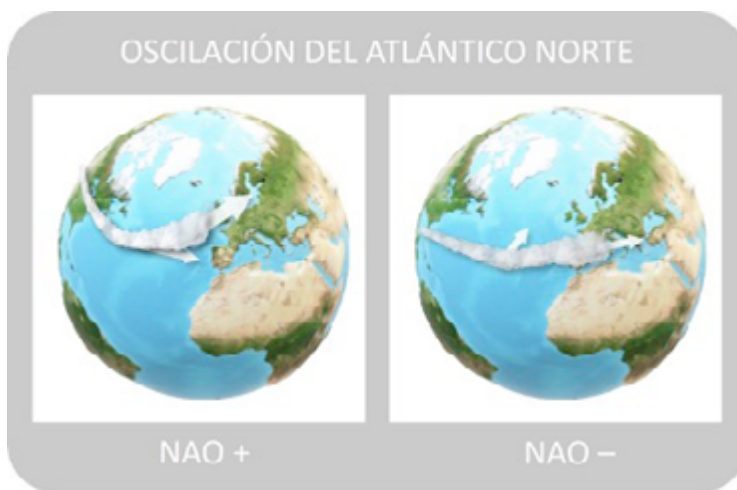 OSCILACIÓN DEL ATLÁNTICO NORTE
NAO +
NAO –